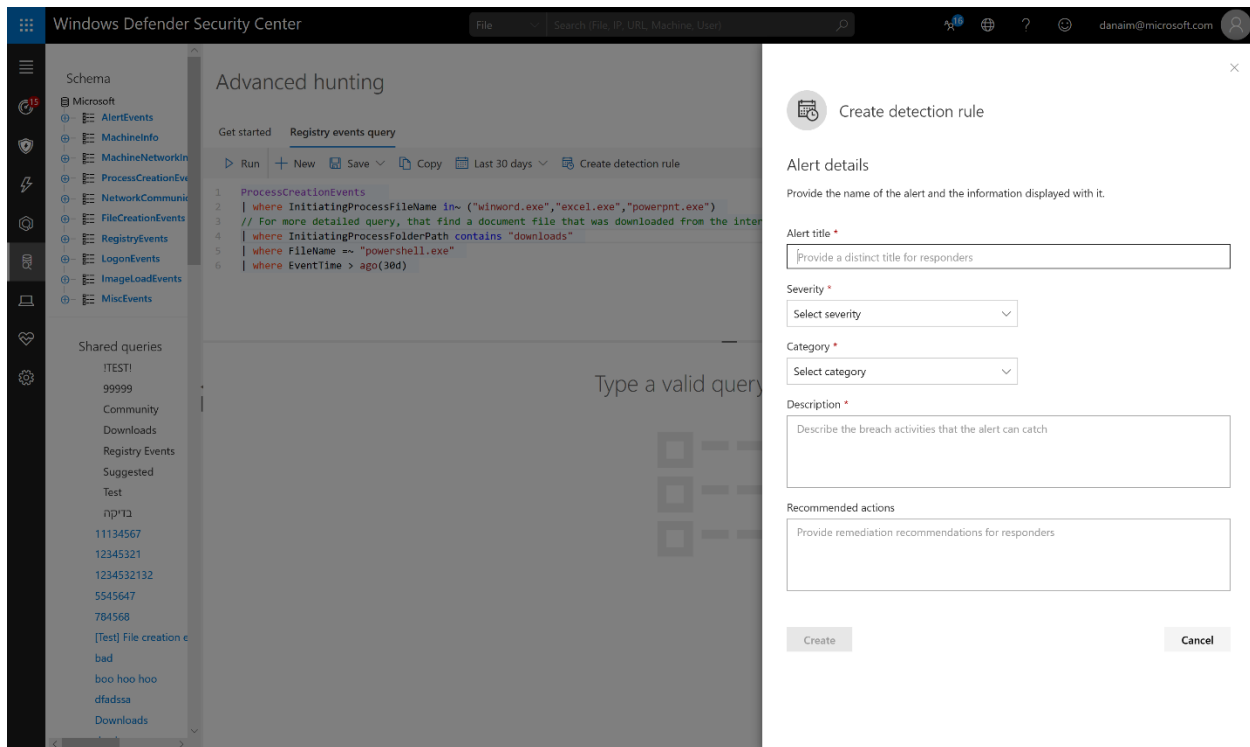 Windows Defender Security Center
File
Search (File, IP, URL, Machine, User)
16
?
danaim@microsoft.com
15
Schema
Microsoft
AlertEvents
MachineInfo
MachineNetworkIn
ProcessCreationEve
NetworkCommunic
FileCreationEvents
RegistryEvents
LogonEvents
ImageLoadEvents
MiscEvents
Shared queries
!TEST!
99999
Community
Downloads
Registry Events
Suggested
Test
בדיקה
11134567
12345321
1234532132
5545647
784568
[Test] File creation e
bad
boo hoo hoo
dfadssa
Downloads
Advanced hunting
Get started
Registry events query
Run
New
Save
Copy
Last 30 days
Create detection rule
1 ProcessCreationEvents
2 | where InitiatingProcessFileName in~ ("winword.exe","excel.exe","powerpnt.exe")
3 // For more detailed query, that find a document file that was downloaded from the inter
4 | where InitiatingProcessFolderPath contains "downloads"
5 | where FileName =~ "powershell.exe"
6 | where EventTime > ago(30d)
Type a valid query
Create detection rule
Alert details
Provide the name of the alert and the information displayed with it.
Alert title *
Provide a distinct title for responders
Severity *
Select severity
Category *
Select category
Description *
Describe the breach activities that the alert can catch
Recommended actions
Provide remediation recommendations for responders
Create
Cancel